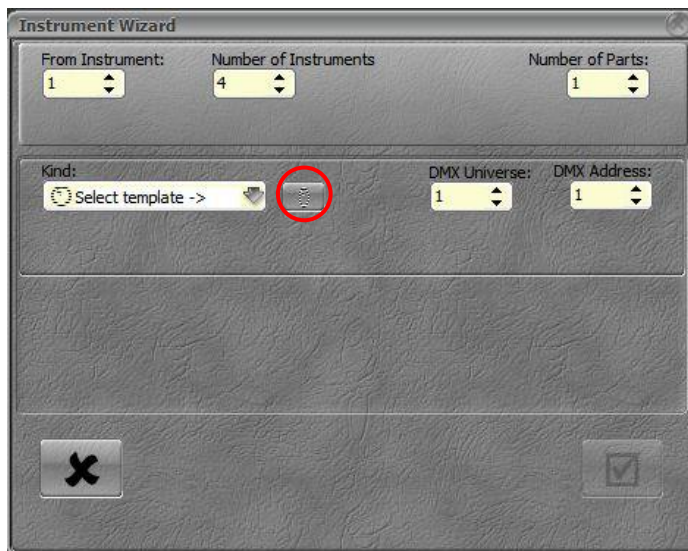 Instrument Wizard
From Instrument: Number of Instruments Number of Parts:
1 4 1
Kind: DMX Universe: DMX Address:
Select template -> 1 1